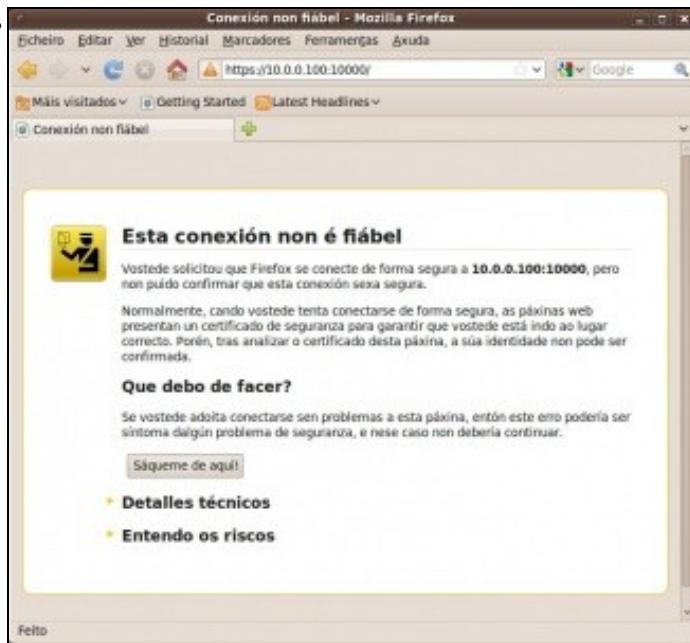 Conexión non fiábel - Mozilla Firefox
Ficheiro Editar Ver Historial Marcadores Ferramentas Axuda
https://10.0.0.100:10000/ Google
Máis visitados Getting Started Latest Headlines
Conexión non fiábel
Esta conexión non é fiábel
Vostede solicitou que Firefox se conecte de forma segura a 10.0.0.100:10000, pero
non puido confirmar que esta conexión sexa segura.
Normalmente, cando vostede tenta conectarse de forma segura, as páxinas web
presentan un certificado de seguranza para garantir que vostede está indo ao lugar
correcto. Porén, tras analizar o certificado desta páxina, a súa identidade non pode ser
confirmada.
Que debo de facer?
Se vostede adoita conectarse sen problemas a esta páxina, entón este erro podería ser
síntoma dalgún problema de seguranza, e nese caso non debería continuar.
Sáqueme de aquí!
Detalles técnicos
Entendo os riscos
Feito